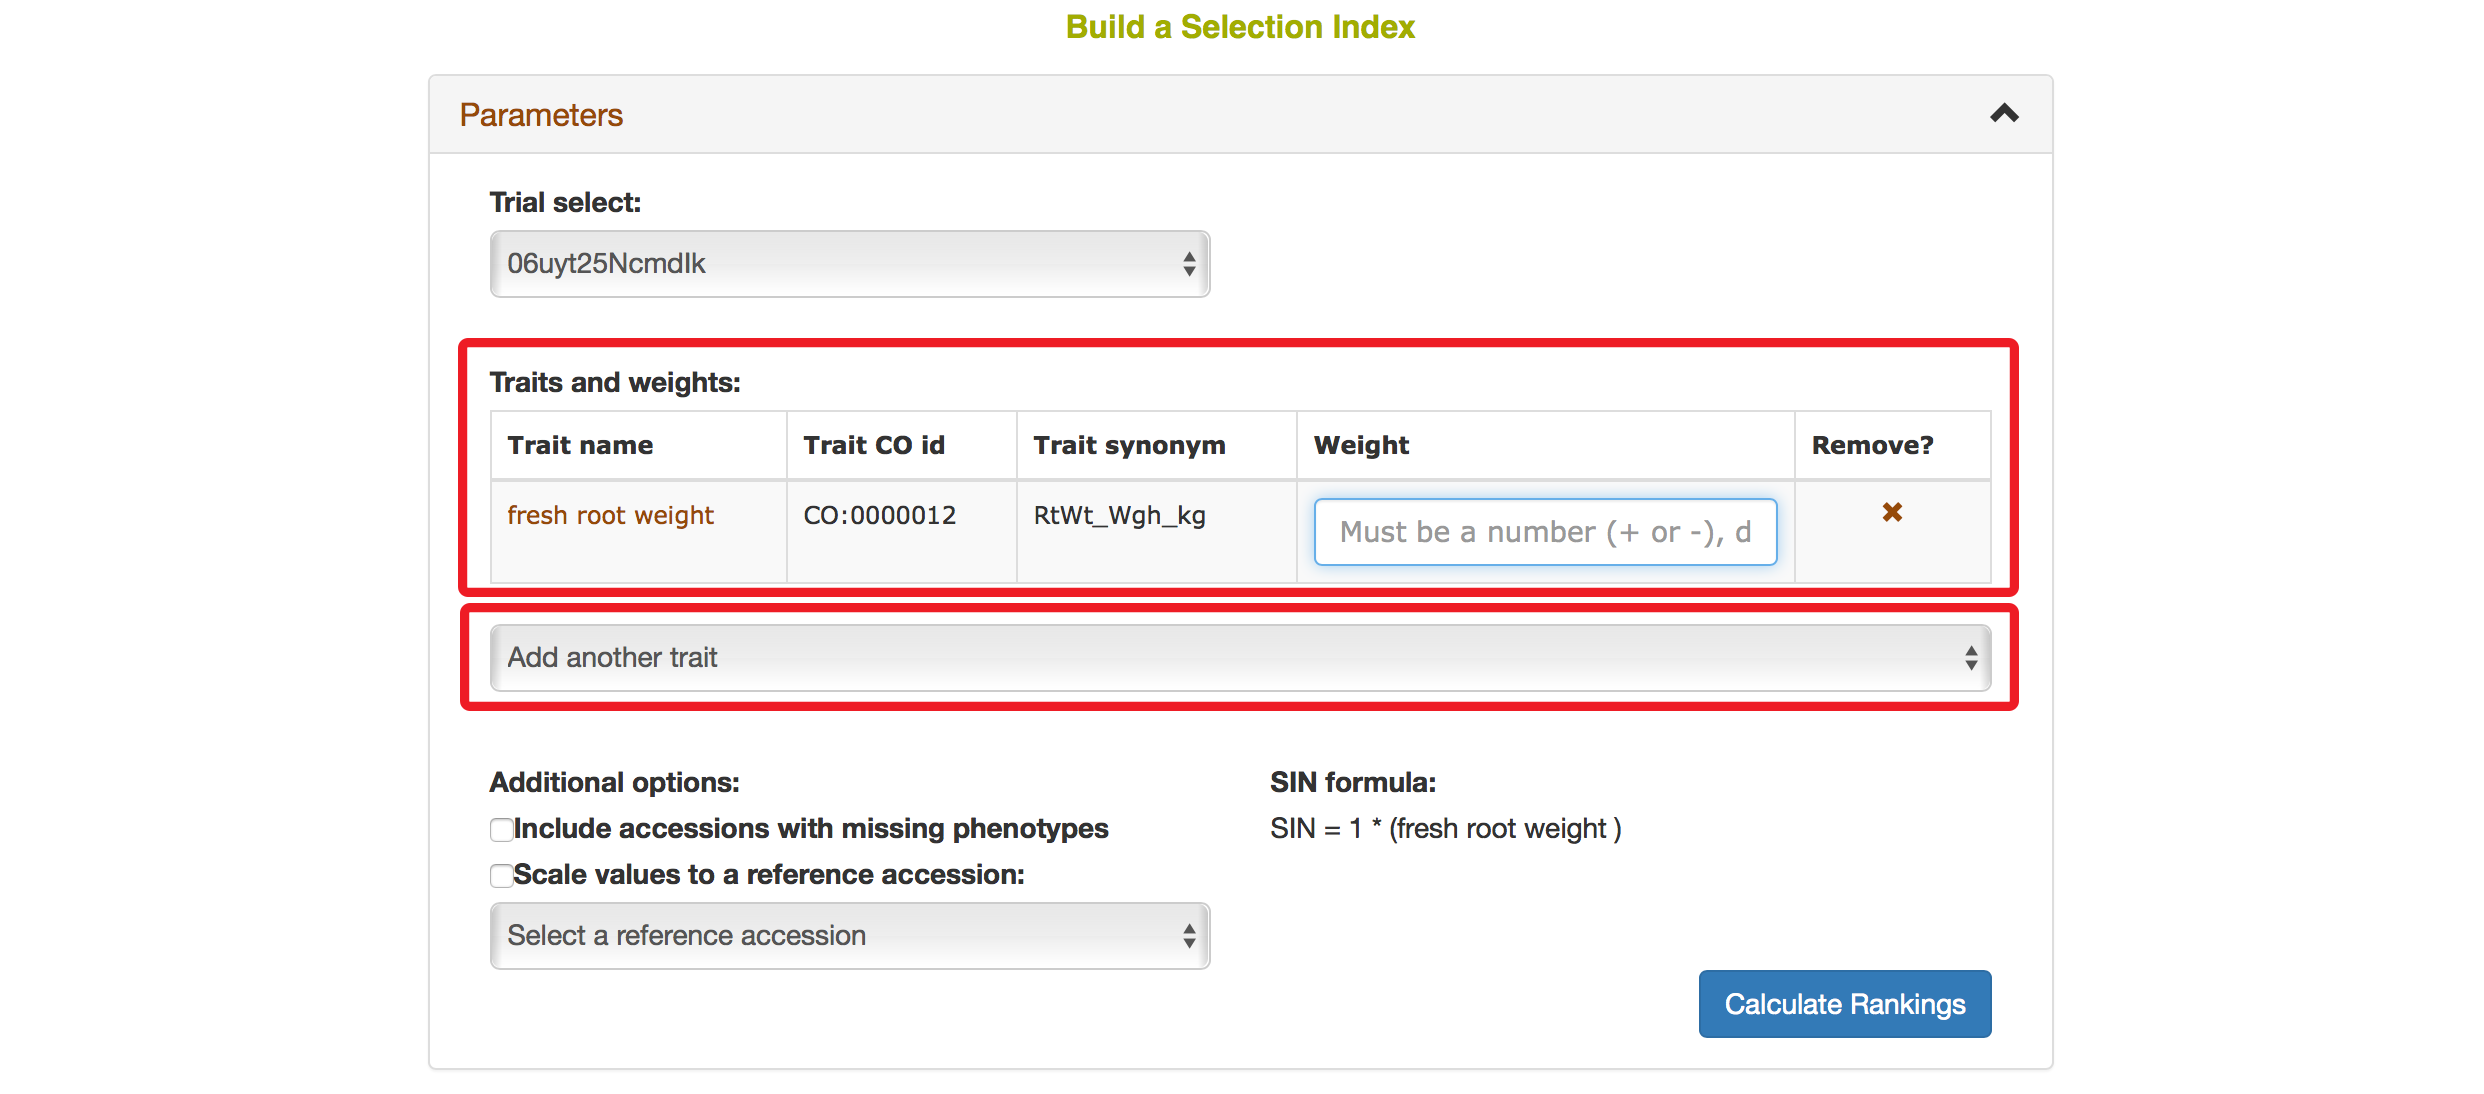 Build a Selection Index
Parameters
Trial select:
06uyt25NcmdIk
Traits and weights:
Trait name Trait CO id Trait synonym Weight Remove?
fresh root weight CO:0000012 RtWt_Wgh_kg Must be a number (+ or -), d
Add another trait
Additional options:
Include accessions with missing phenotypes
Scale values to a reference accession:
Select a reference accession
SIN formula:
SIN = 1 * (fresh root weight )
Calculate Rankings